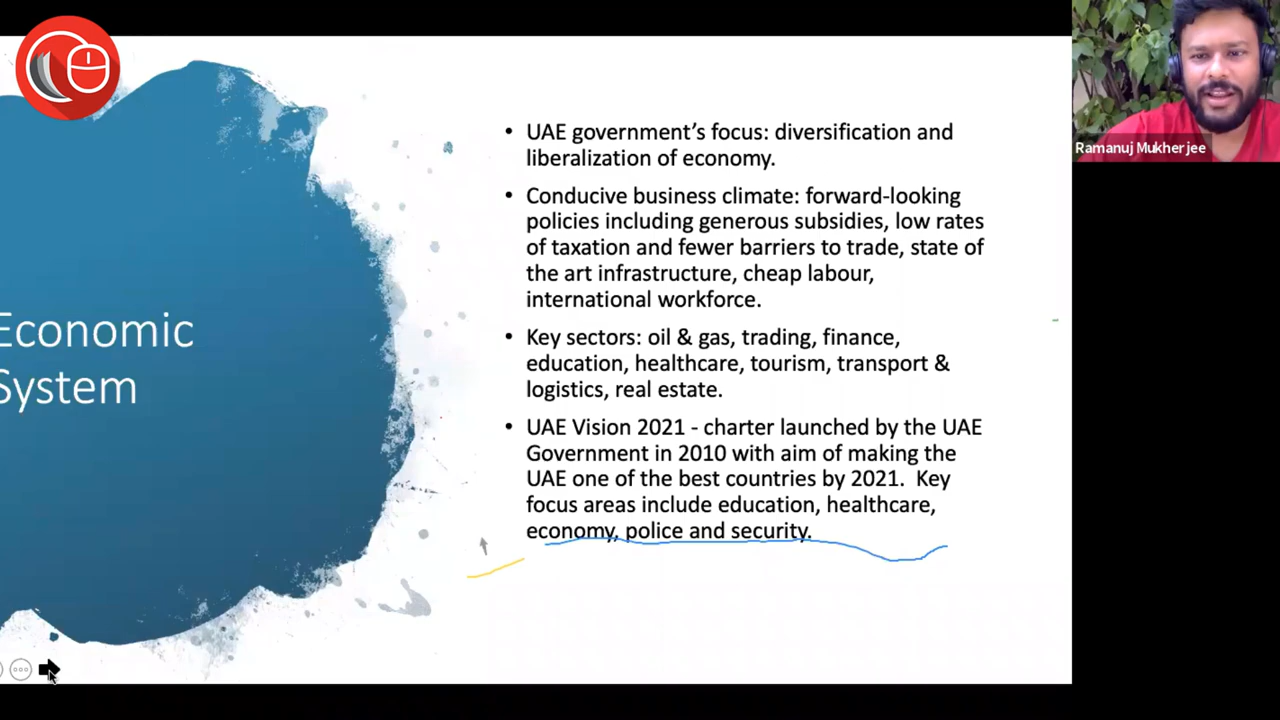 Economic
System
• UAE government’s focus: diversification and
liberalization of economy.
• Conducive business climate: forward-looking
policies including generous subsidies, low rates
of taxation and fewer barriers to trade, state of
the art infrastructure, cheap labour,
international workforce.
• Key sectors: oil & gas, trading, finance,
education, healthcare, tourism, transport &
logistics, real estate.
• UAE Vision 2021 - charter launched by the UAE
Government in 2010 with aim of making the
UAE one of the best countries by 2021.  Key
focus areas include education, healthcare,
economy, police and security.
Ramanuj Mukherjee